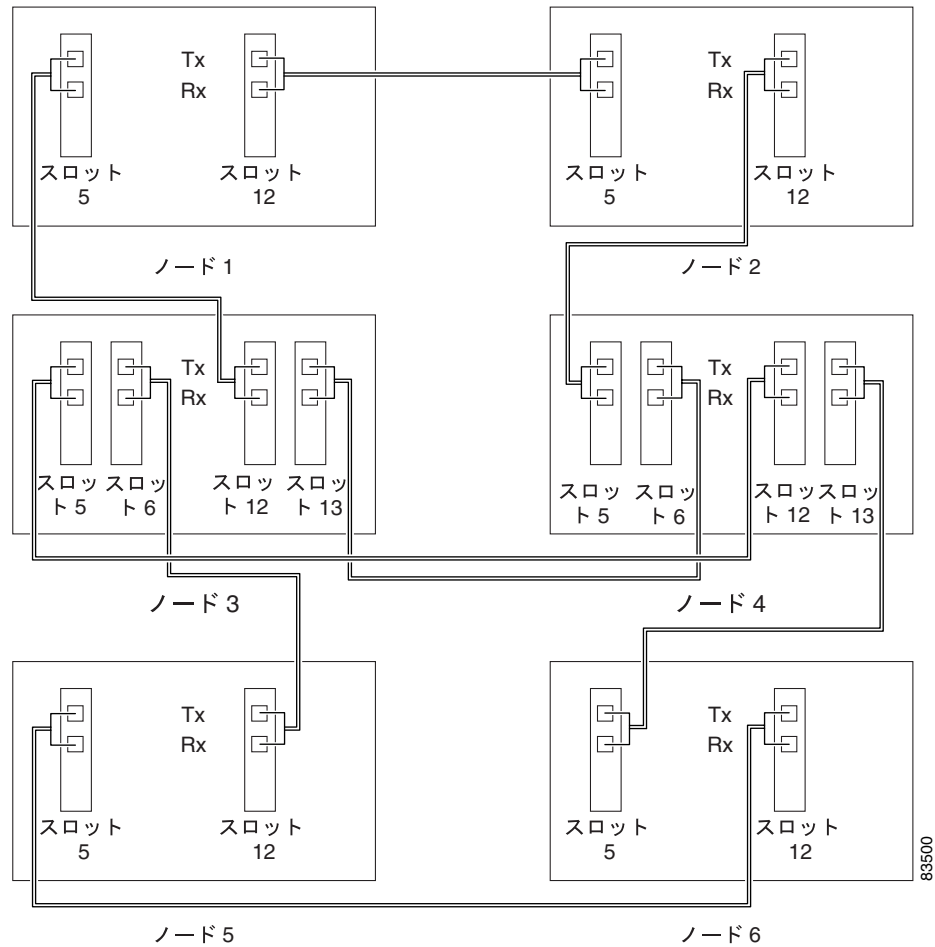 Tx
Rx
スロット
5
スロット
12
Tx
Rx
スロット
5
スロット
12
ノード 1
ノード 2
Tx
Rx
スロッ
ト 5
スロッ
ト 6
スロッ
ト 12
スロッ
ト 13
Tx
Rx
スロッ
ト 5
スロッ
ト 6
スロッ
ト 12
スロッ
ト 13
ノード 3
ノード 4
Tx
Rx
スロット
5
スロット
12
Tx
Rx
スロット
5
スロット
12
ノード 5
ノード 6
83500